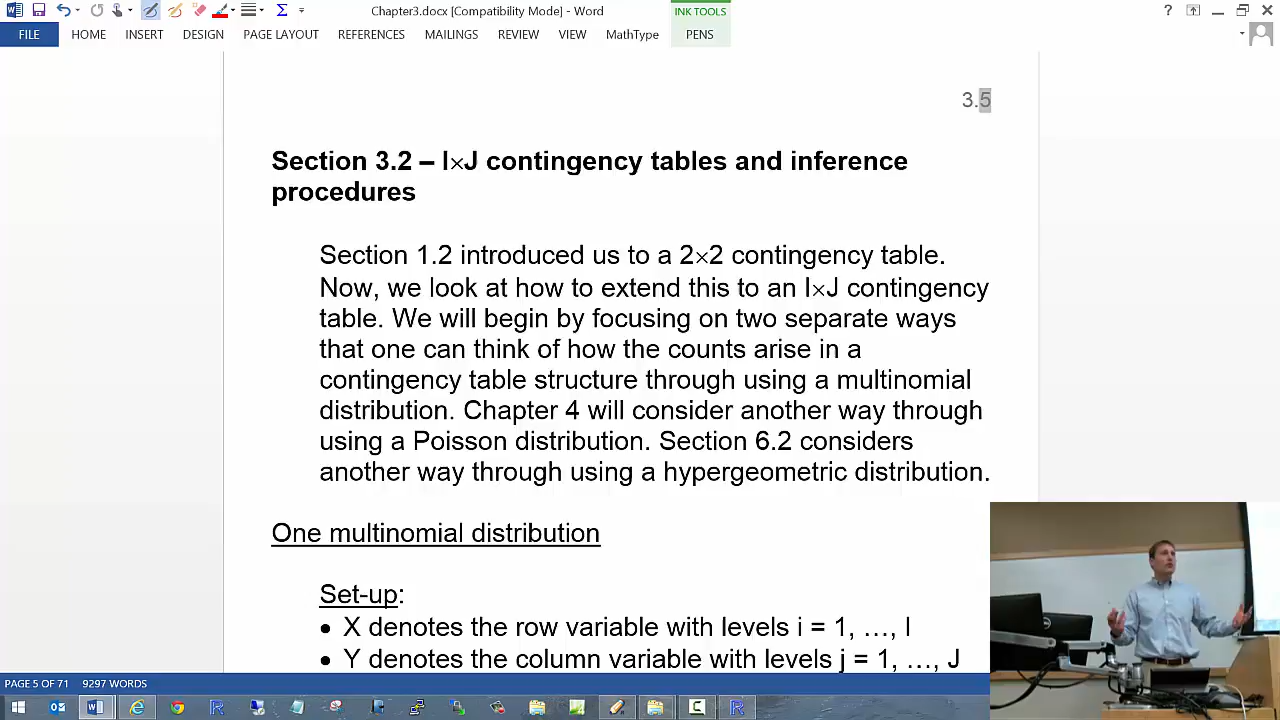 Chapter3.docx [Compatibility Mode] - Word
INK TOOLS
FILE HOME INSERT DESIGN PAGE LAYOUT REFERENCES MAILINGS REVIEW VIEW MathType PENS
3.5
Section 3.2 – I×J contingency tables and inference
procedures
Section 1.2 introduced us to a 2×2 contingency table.
Now, we look at how to extend this to an I×J contingency
table. We will begin by focusing on two separate ways
that one can think of how the counts arise in a
contingency table structure through using a multinomial
distribution. Chapter 4 will consider another way through
using a Poisson distribution. Section 6.2 considers
another way through using a hypergeometric distribution.
One multinomial distribution
Set-up:
• X denotes the row variable with levels i = 1, …, I
• Y denotes the column variable with levels j = 1, …, J
PAGE 5 OF 71 9297 WORDS